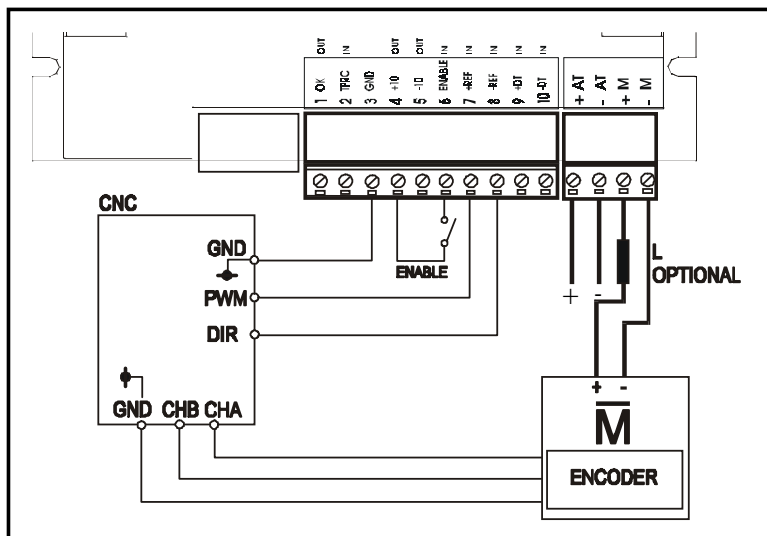 OUT IN OUT OUT IN IN IN IN IN
1 OK
2 TPRC
3 GND
4 +10
5 -10
6 ENABLE
7 +REF
8 -REF
9 +DT
10 -DT
+ AT
- AT
+ M
- M
CNC
GND
PWM
DIR
ENABLE
L
OPTIONAL
+ -
GND CHB CHA
+ -
M
ENCODER